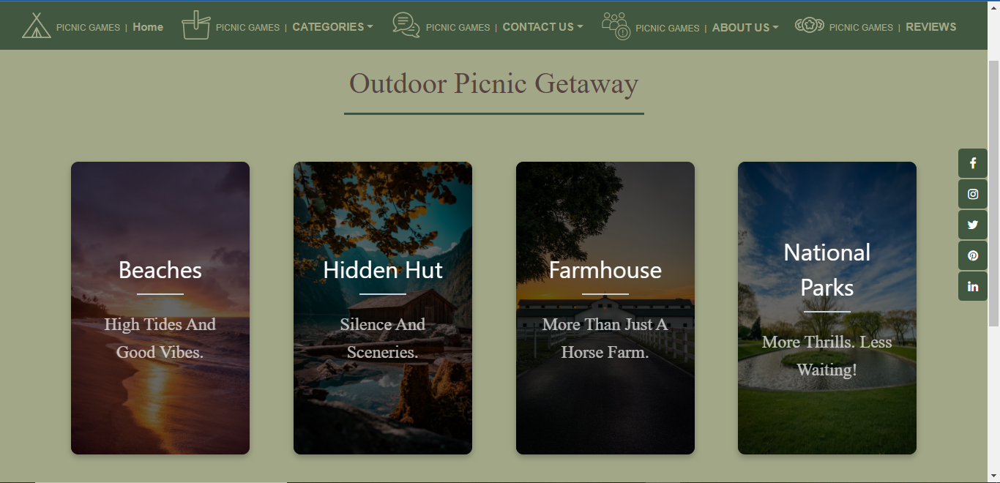 PICNIC GAMES | Home PICNIC GAMES | CATEGORIES PICNIC GAMES | CONTACT US PICNIC GAMES | ABOUT US PICNIC GAMES | REVIEWS
Outdoor Picnic Getaway
Beaches
High Tides And
Good Vibes.
Hidden Hut
Silence And
Sceneries.
Farmhouse
More Than Just A
Horse Farm.
National
Parks
More Thrills. Less
Waiting!